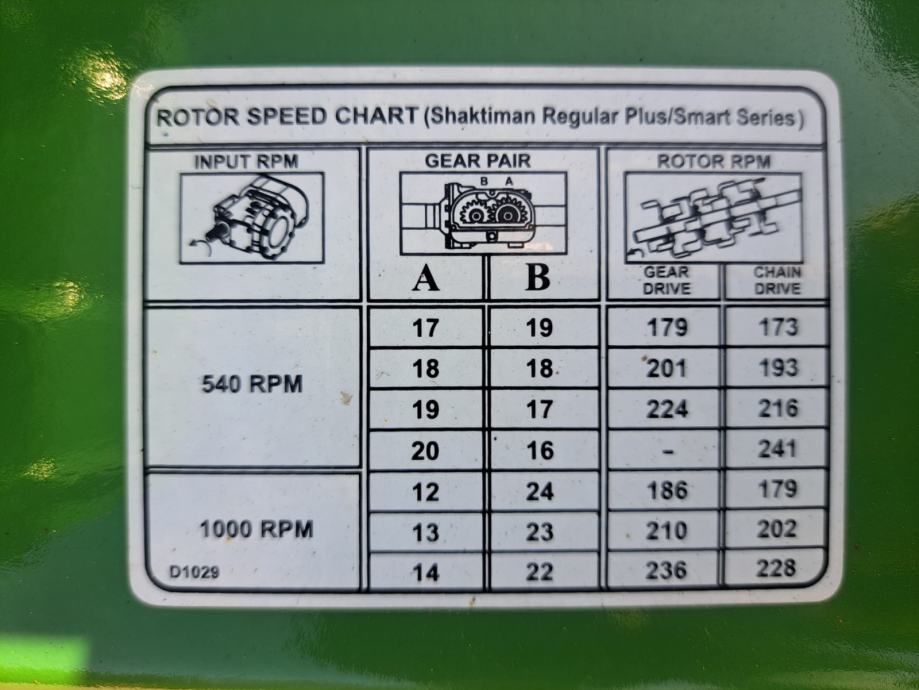 ROTOR SPEED CHART (Shaktiman Regular Plus/Smart Series)
INPUT RPM GEAR PAIR ROTOR RPM
B A
A B GEAR DRIVE CHAIN DRIVE
540 RPM
17 19 179 173
18 18 201 193
19 17 224 216
20 16 - 241
1000 RPM
12 24 186 179
13 23 210 202
14 22 236 228
D1029